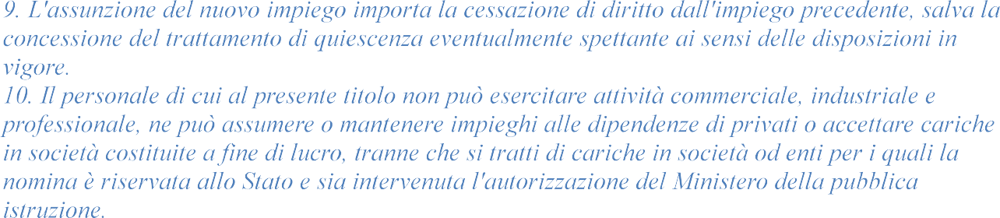 9. L'assunzione del nuovo impiego importa la cessazione di diritto dall'impiego precedente, salva la
concessione del trattamento di quiescenza eventualmente spettante ai sensi delle disposizioni in
vigore.
10. Il personale di cui al presente titolo non può esercitare attività commerciale, industriale e
professionale, ne può assumere o mantenere impieghi alle dipendenze di privati o accettare cariche
in società costituite a fine di lucro, tranne che si tratti di cariche in società od enti per i quali la
nomina è riservata allo Stato e sia intervenuta l'autorizzazione del Ministero della pubblica
istruzione.